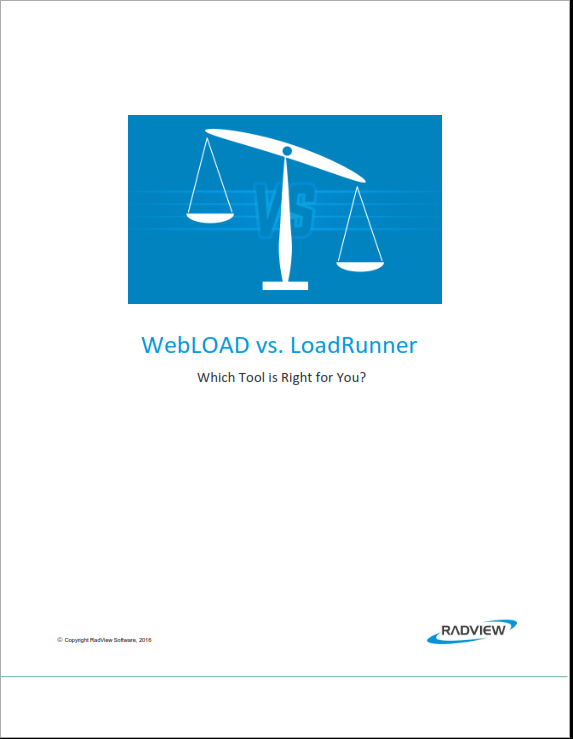 VS
WebLOAD vs. LoadRunner
Which Tool is Right for You?
© Copyright RadView Software, 2016
RADVIEW